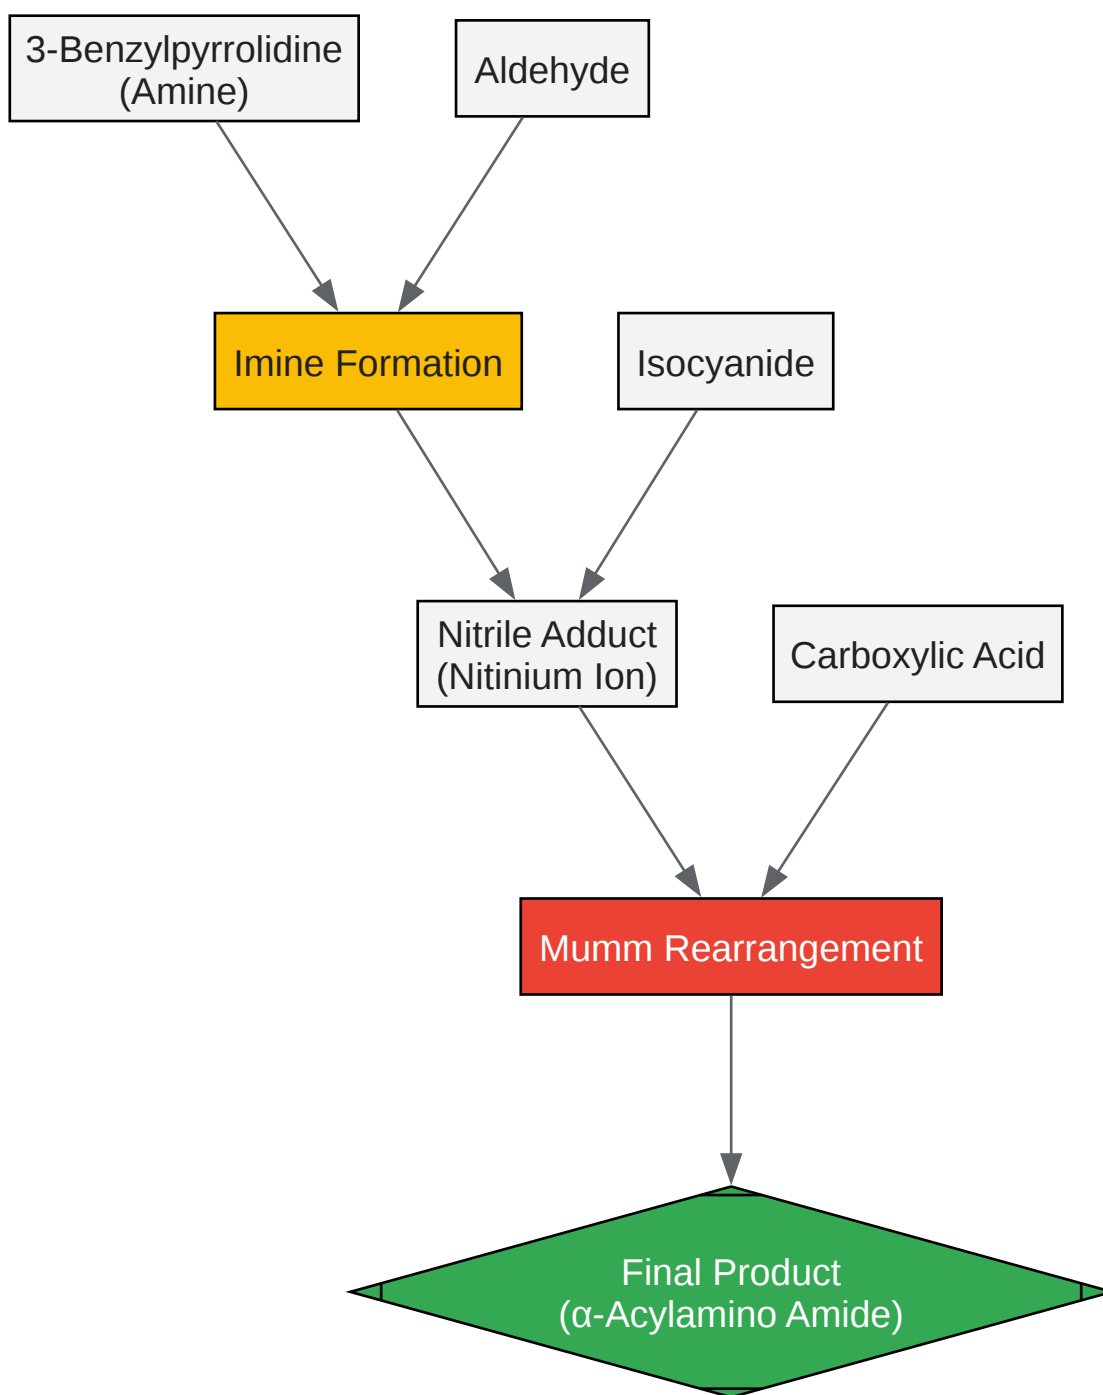 3-Benzylpyrrolidine
(Amine)
Aldehyde
Imine Formation
Isocyanide
Nitrile Adduct
(Nitinium Ion)
Carboxylic Acid
Mumm Rearrangement
Final Product
(α-Acylamino Amide)